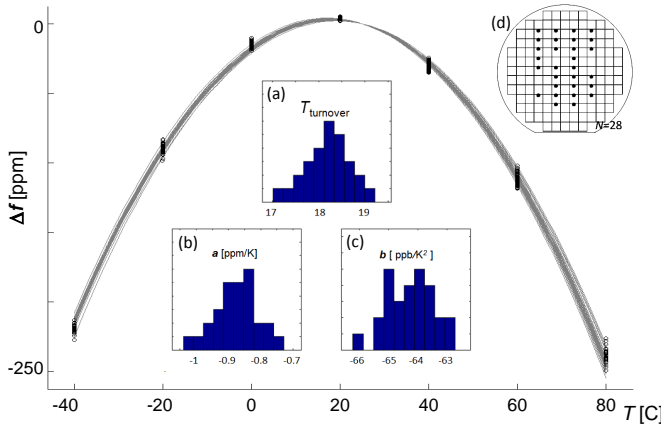 0
Δf [ppm]
-250
-40
-20
0
20
40
60
80
T [C]
(a)
T turnover
17
18
19
(b)
a [ppm/K]
-1
-0.9
-0.8
-0.7
(c)
b [ ppb/K²]
-66
-65
-64
-63
(d)
N=28